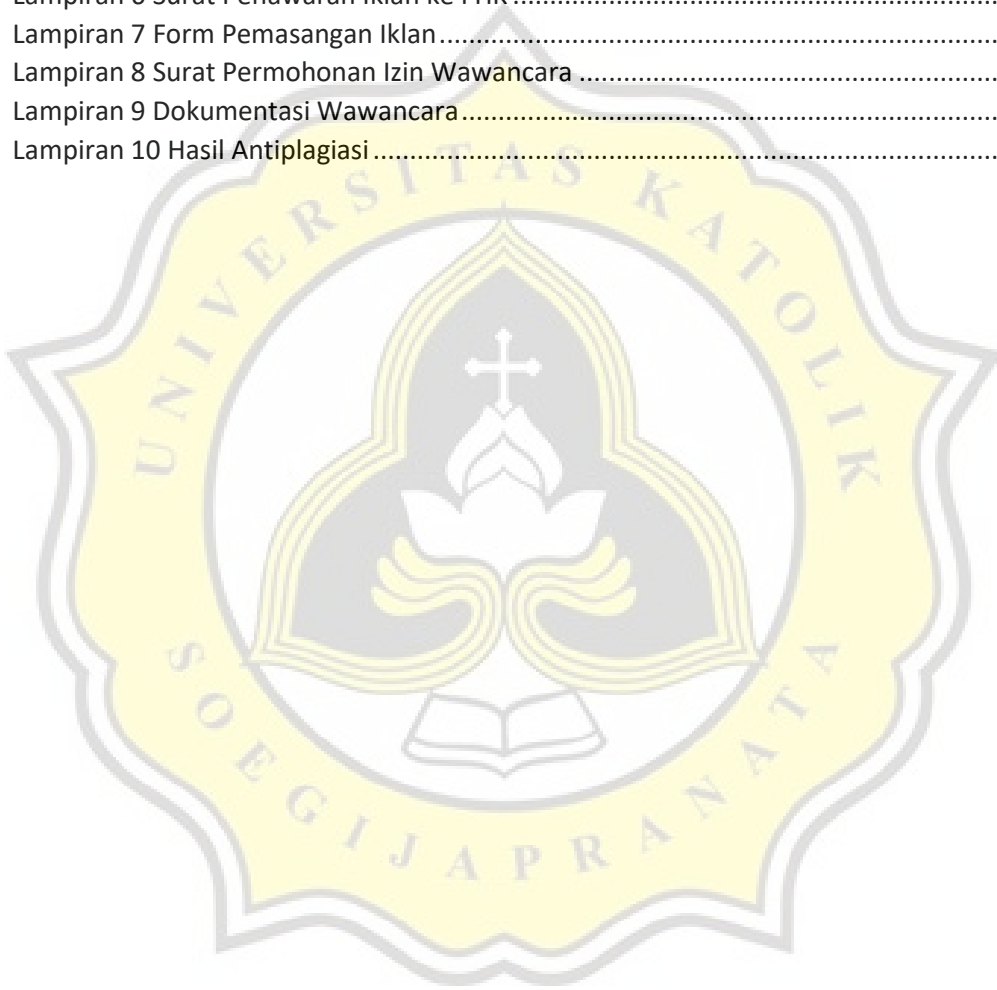 Lampiran 7 Form Pemasangan Iklan
Lampiran 8 Surat Permohonan Izin Wawancara
Lampiran 9 Dokumentasi Wawancara
Lampiran 10 Hasil Antiplagiasi
UNIVERSITAS KATOLIK
SOEGIJAPRANATA